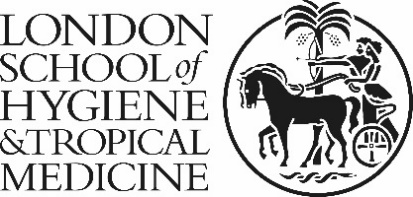 LONDON
SCHOOL of
HYGIENE
& TROPICAL
MEDICINE